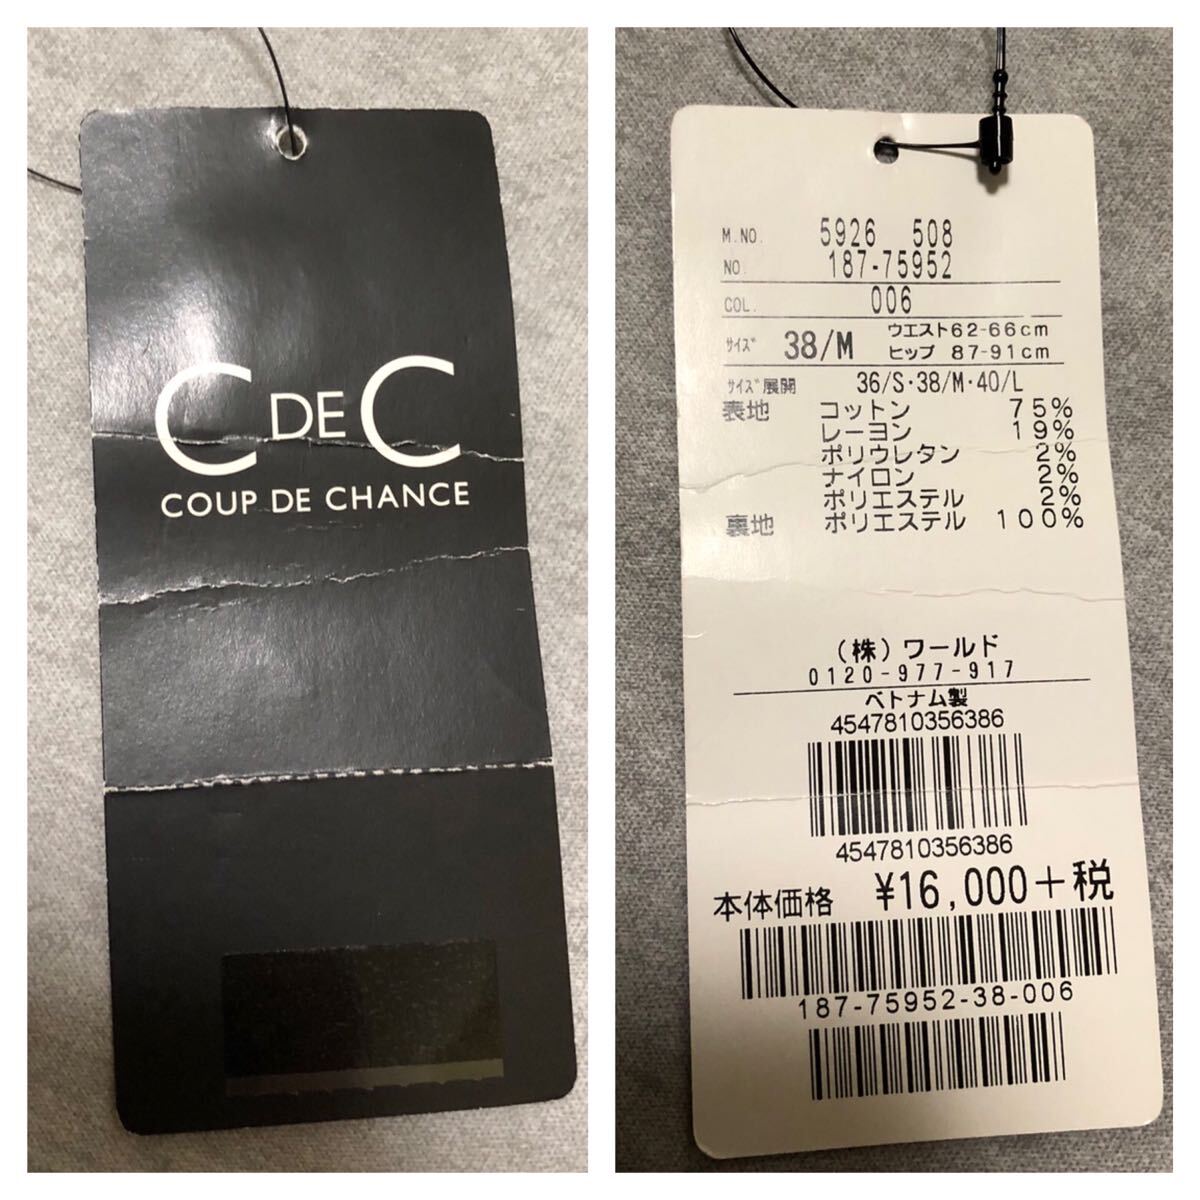 C DE C
COUP DE CHANCE
M.NO. 5926 508
NO. 187-75952
COL. 006
サイズ 38/M ウエスト62-66cm
ヒップ 87-91cm
サイズ展開 36/S・38/M・40/L
表地 コットン 75%
レーヨン 19%
ポリウレタン 2%
ナイロン 2%
ポリエステル 2%
裏地 ポリエステル 100%
(株)ワールド
0120-977-917
ベトナム製
4547810356386
4547810356386
本体価格 ¥16,000+税
187-75952-38-006